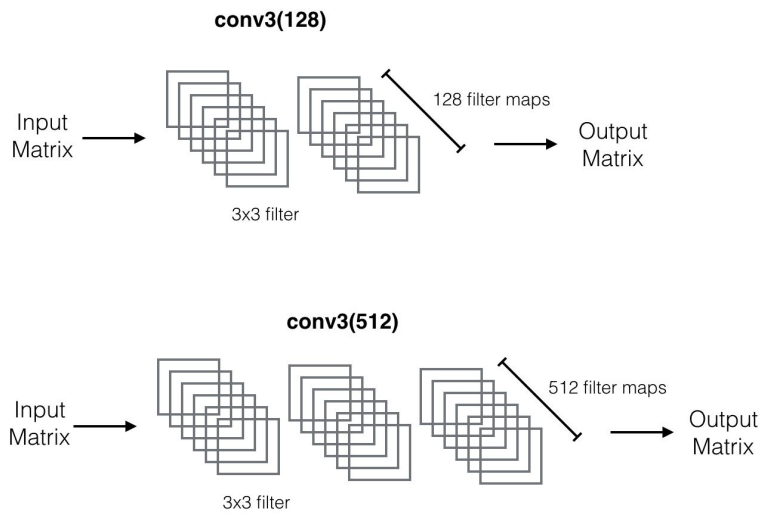 conv3(128)
128 filter maps
Input
Matrix
Output
Matrix
3x3 filter
conv3(512)
512 filter maps
Input
Matrix
Output
Matrix
3x3 filter